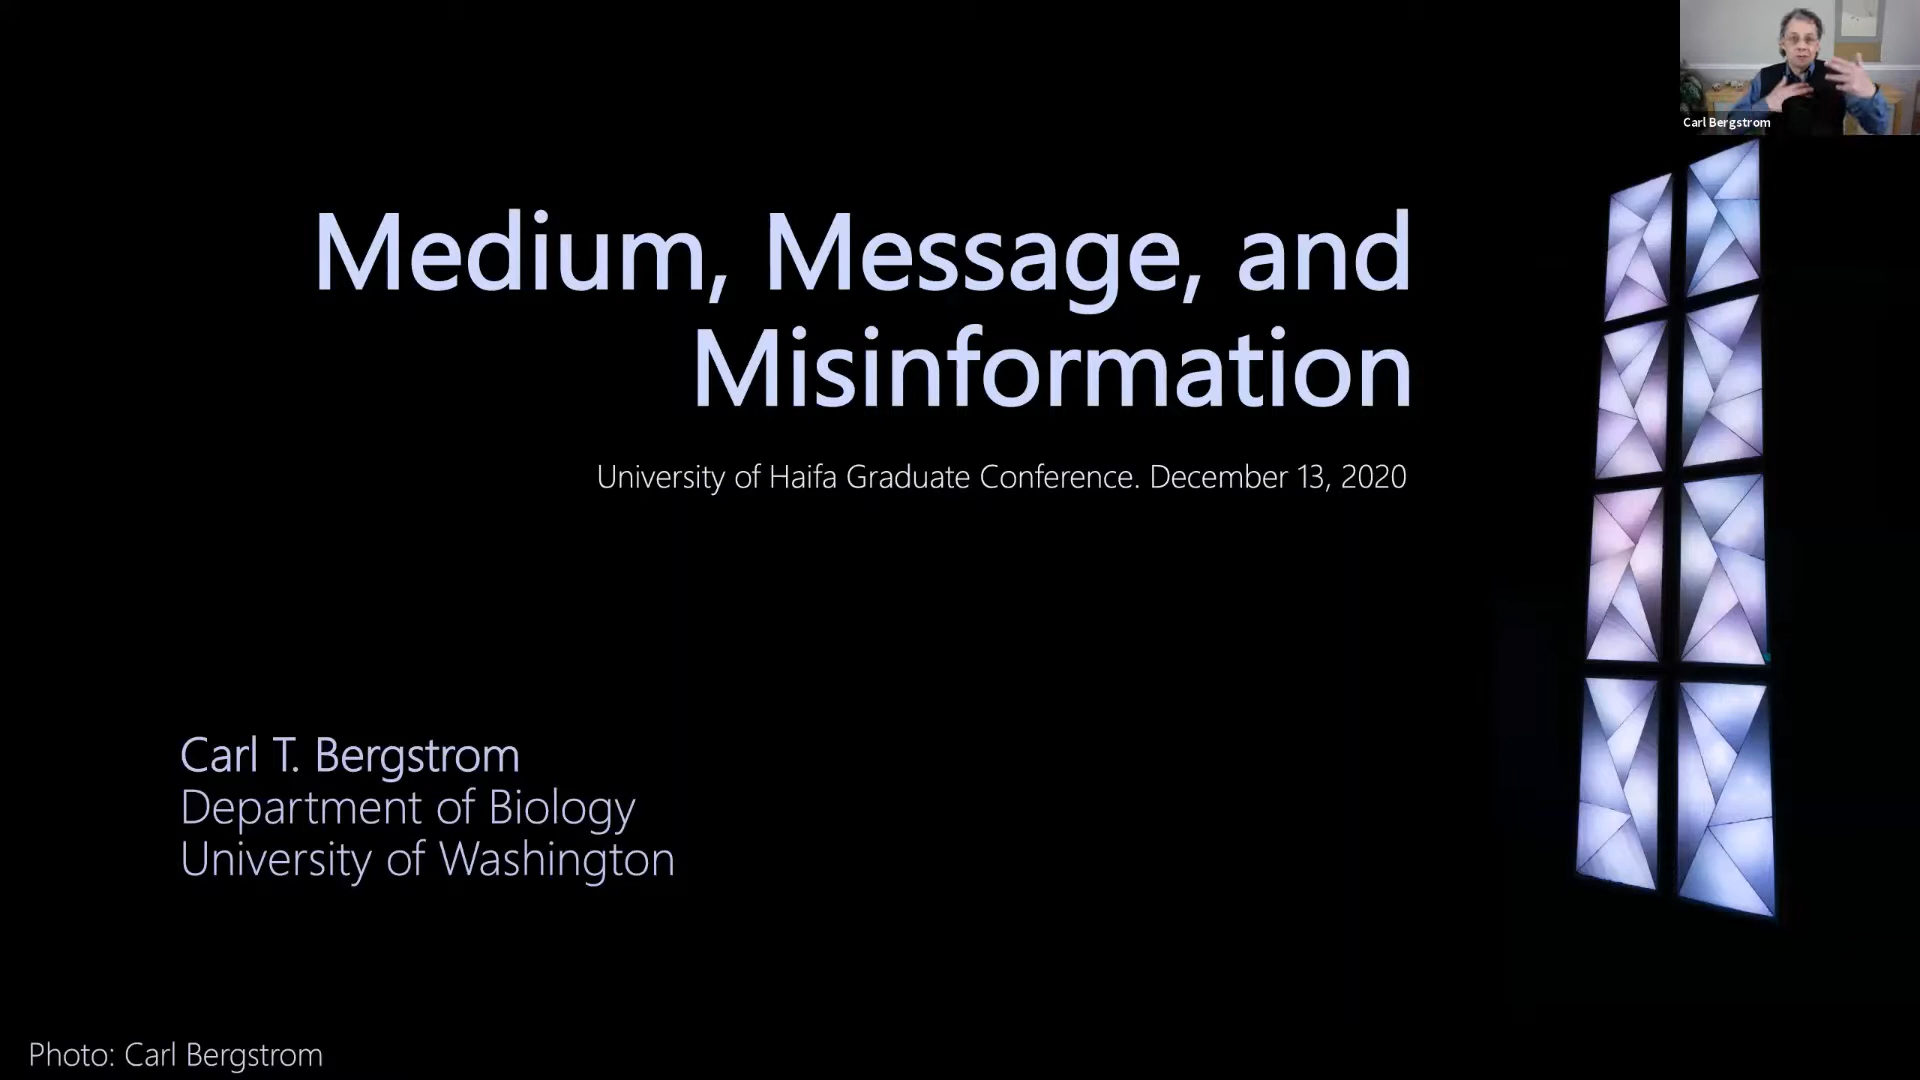 Carl Bergstrom
Medium, Message, and
Misinformation
University of Haifa Graduate Conference. December 13, 2020
Carl T. Bergstrom
Department of Biology
University of Washington
Photo: Carl Bergstrom